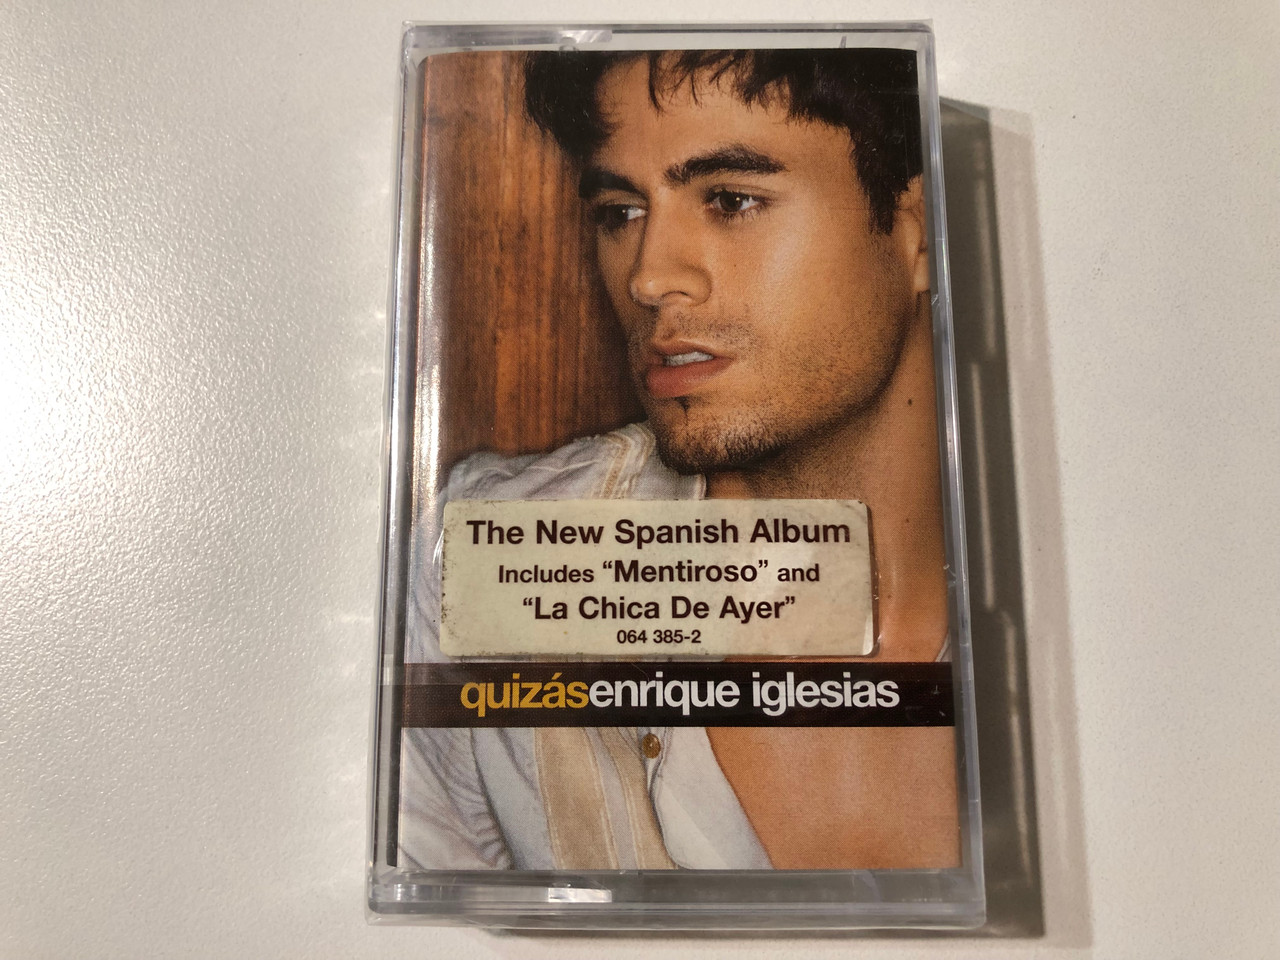 The New Spanish Album
Includes “Mentiroso” and
“La Chica De Ayer”
064 385-2
quizásenrique iglesias